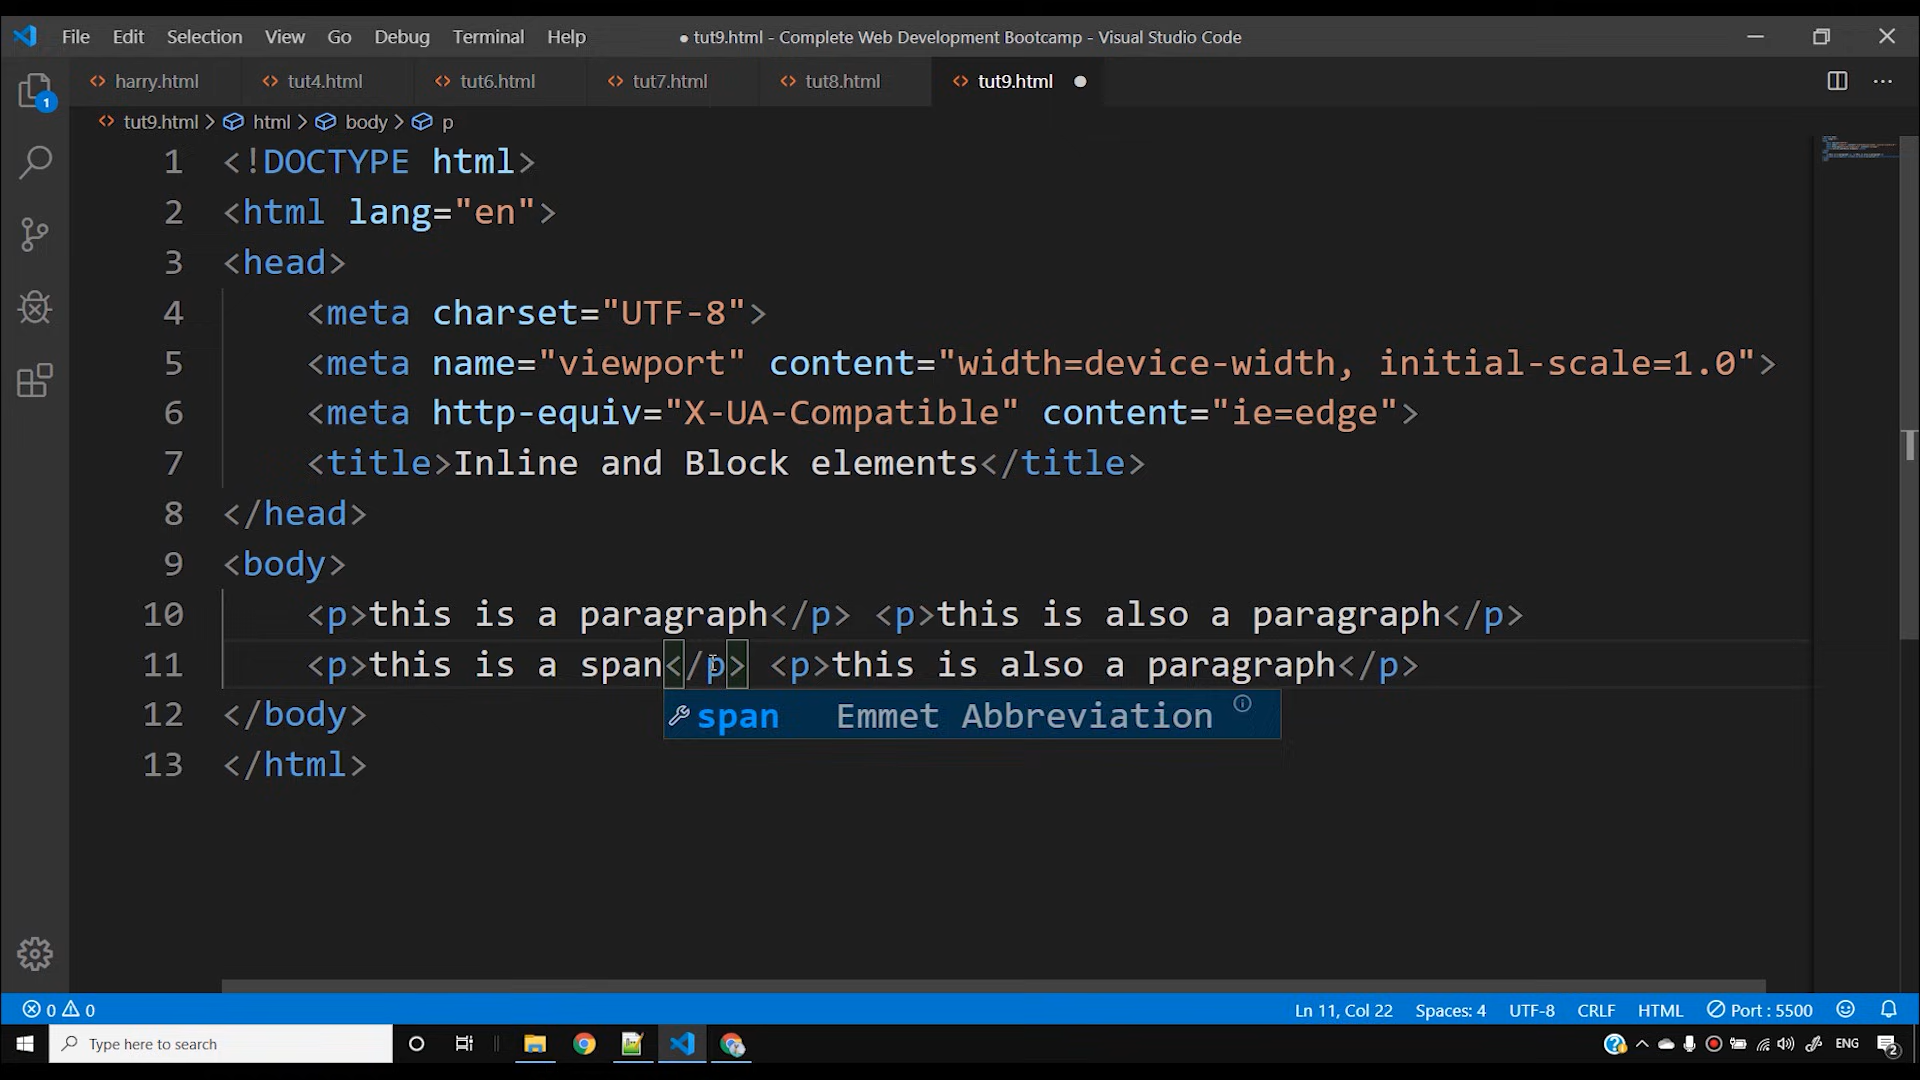 File Edit Selection View Go Debug Terminal Help ● tut9.html - Complete Web Development Bootcamp - Visual Studio Code
harry.html tut4.html tut6.html tut7.html tut8.html tut9.html
tut9.html > html > body > p
1 <!DOCTYPE html>
2 <html lang="en">
3 <head>
4 <meta charset="UTF-8">
5 <meta name="viewport" content="width=device-width, initial-scale=1.0">
6 <meta http-equiv="X-UA-Compatible" content="ie=edge">
7 <title>Inline and Block elements</title>
8 </head>
9 <body>
10 <p>this is a paragraph</p> <p>this is also a paragraph</p>
11 <p>this is a span</p> <p>this is also a paragraph</p>
span Emmet Abbreviation
12 </body>
13 </html>
1
0 0 Ln 11, Col 22 Spaces: 4 UTF-8 CRLF HTML Port : 5500
Type here to search ENG 2